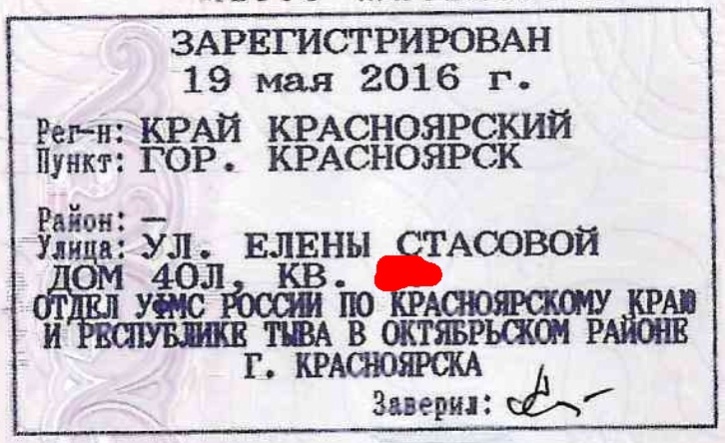 ЗАРЕГИСТРИРОВАН
19 мая 2016 г.
Рег-н: КРАЙ КРАСНОЯРСКИЙ
Пункт: ГОР. КРАСНОЯРСК
Район: —
Улица: УЛ. ЕЛЕНЫ СТАСОВОЙ
ДОМ 40Л, КВ.
ОТДЕЛ УФМС РОССИИ ПО КРАСНОЯРСКОМУ КРАЮ
И РЕСПУБЛИКЕ ТЫВА В ОКТЯБРЬСКОМ РАЙОНЕ
Г. КРАСНОЯРСКА
Заверил: